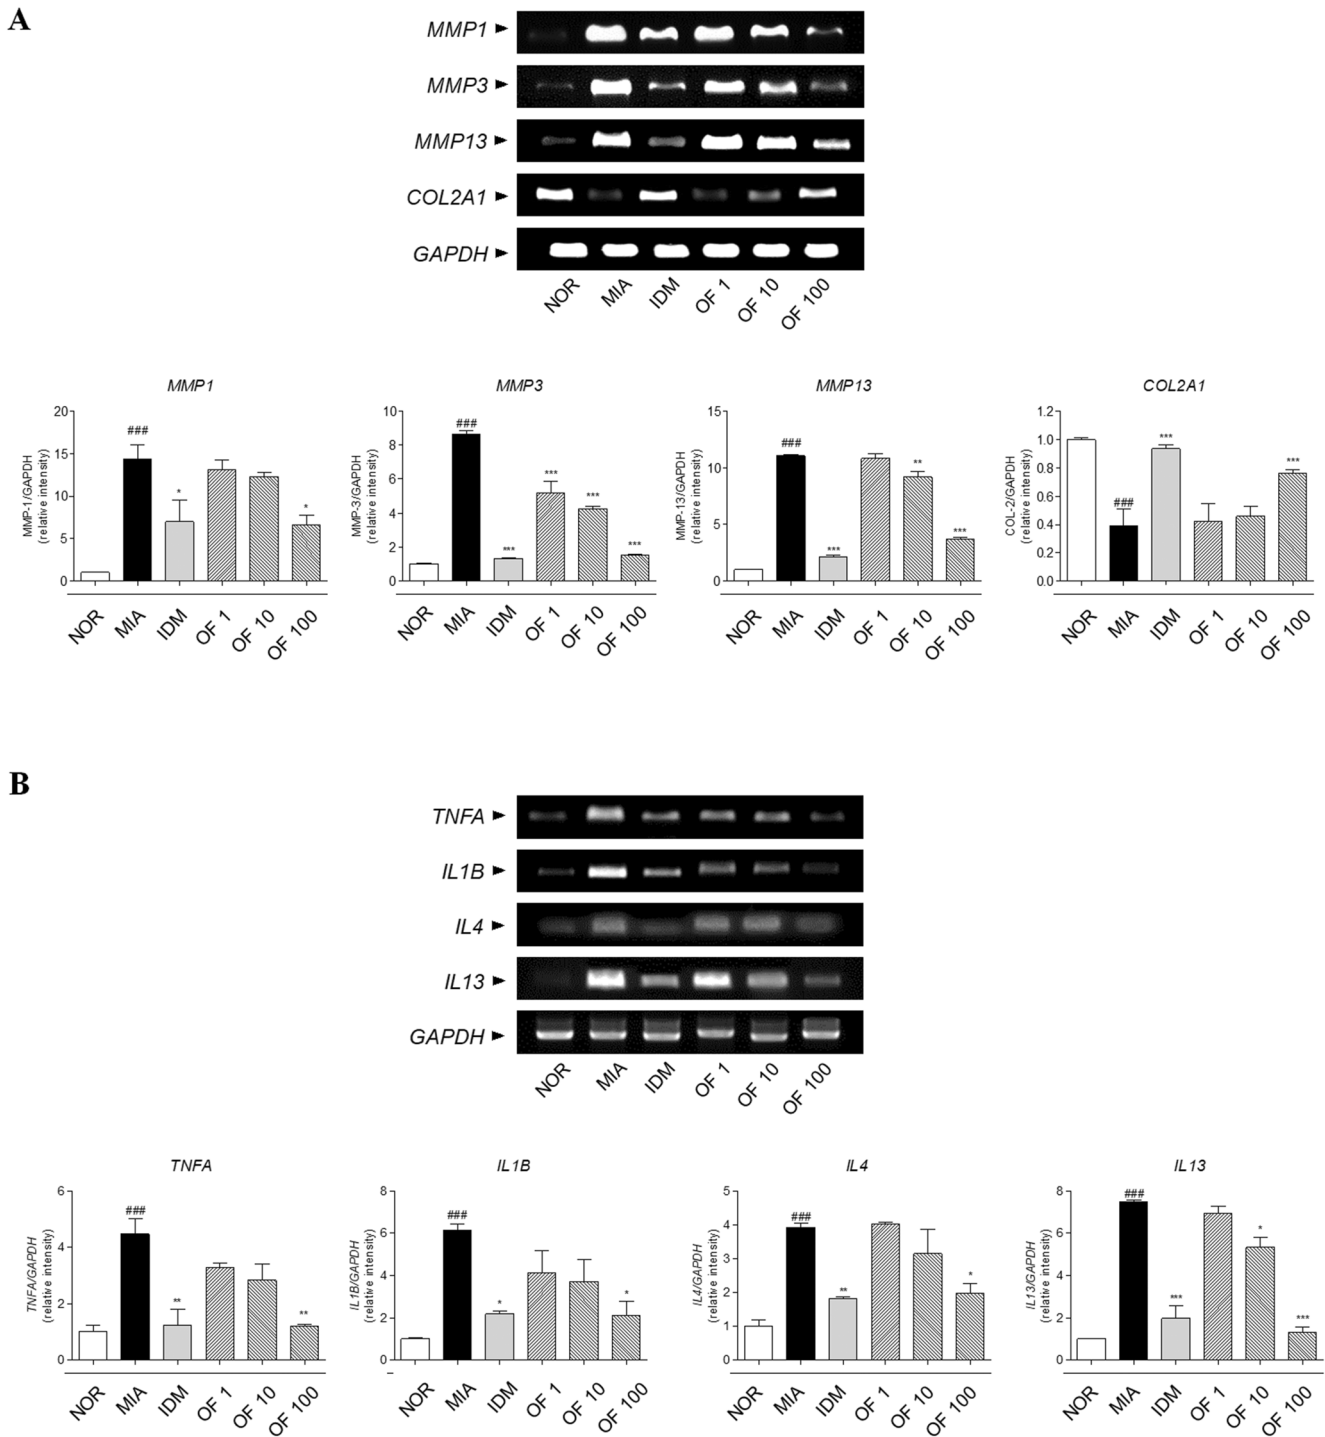 A
MMP1
MMP3
MMP13
COL2A1
GAPDH
NOR MIA IDM OF 1 OF 10 OF 100
MMP1
MMP-1/GAPDH
(relative intensity)
20
15
10
5
0
###
*
*
NOR MIA IDM OF 1 OF 10 OF 100
MMP3
MMP-3/GAPDH
(relative intensity)
10
8
6
4
2
0
###
***
***
***
***
NOR MIA IDM OF 1 OF 10 OF 100
MMP13
MMP-13/GAPDH
(relative intensity)
15
10
5
0
###
***
**
***
NOR MIA IDM OF 1 OF 10 OF 100
COL2A1
COL-2/GAPDH
(relative intensity)
1.2
1.0
0.8
0.6
0.4
0.2
0.0
###
***
***
NOR MIA IDM OF 1 OF 10 OF 100
B
TNFA
IL1B
IL4
IL13
GAPDH
NOR MIA IDM OF 1 OF 10 OF 100
TNFA
TNFA/GAPDH
(relative intensity)
6
4
2
0
###
**
**
NOR MIA IDM OF 1 OF 10 OF 100
IL1B
IL1B/GAPDH
(relative intensity)
8
6
4
2
0
###
*
*
NOR MIA IDM OF 1 OF 10 OF 100
IL4
IL4/GAPDH
(relative intensity)
5
4
3
2
1
0
###
**
*
NOR MIA IDM OF 1 OF 10 OF 100
IL13
IL13/GAPDH
(relative intensity)
8
6
4
2
0
###
***
*
***
NOR MIA IDM OF 1 OF 10 OF 100